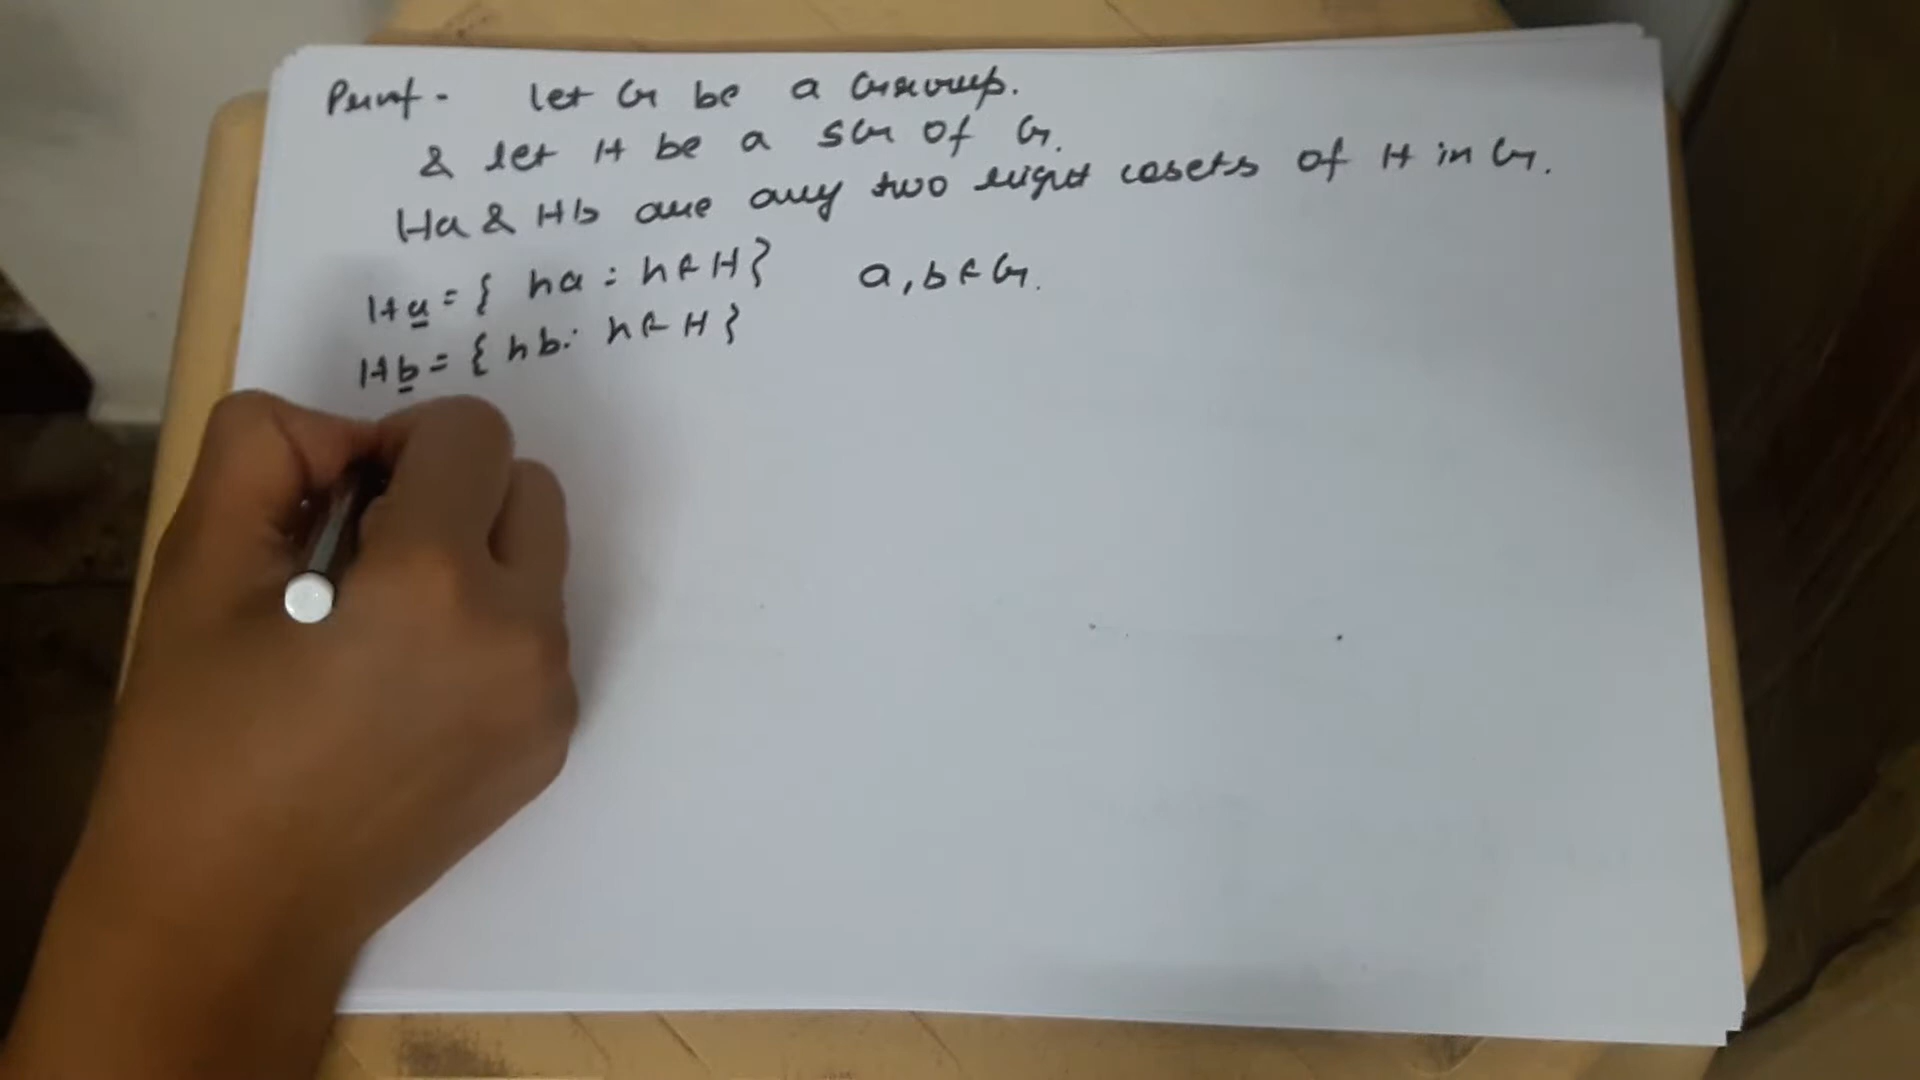 Proof - let G be a Group.
& let H be a SG of G.
Ha & Hb are any two right cosets of H in G.
Ha = { ha : h ∈ H } a, b ∈ G.
Hb = { hb : h ∈ H }